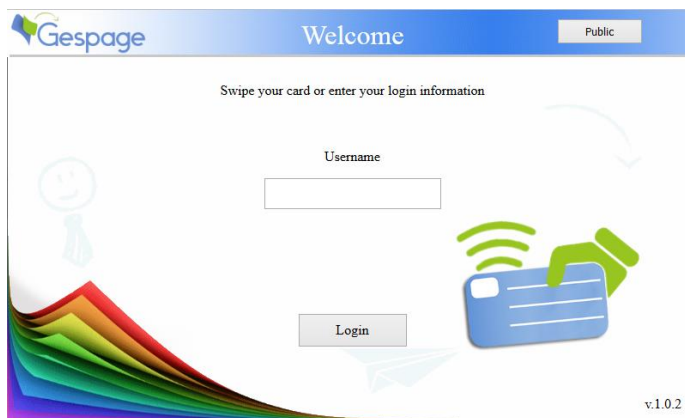 Gespage
Welcome
Public
Swipe your card or enter your login information
Username
Login
v.1.0.2